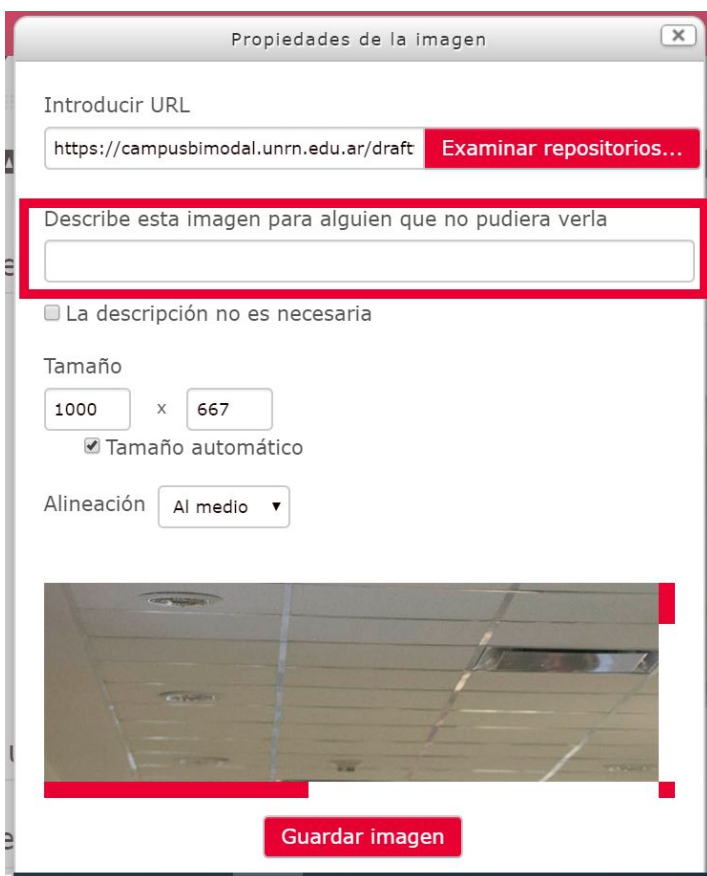 Propiedades de la imagen
Introducir URL
https://campusbimodal.unrn.edu.ar/draft
Examinar repositorios...
Describe esta imagen para alguien que no pudiera verla
La descripción no es necesaria
Tamaño
1000 x 667
Tamaño automático
Alineación Al medio
Guardar imagen